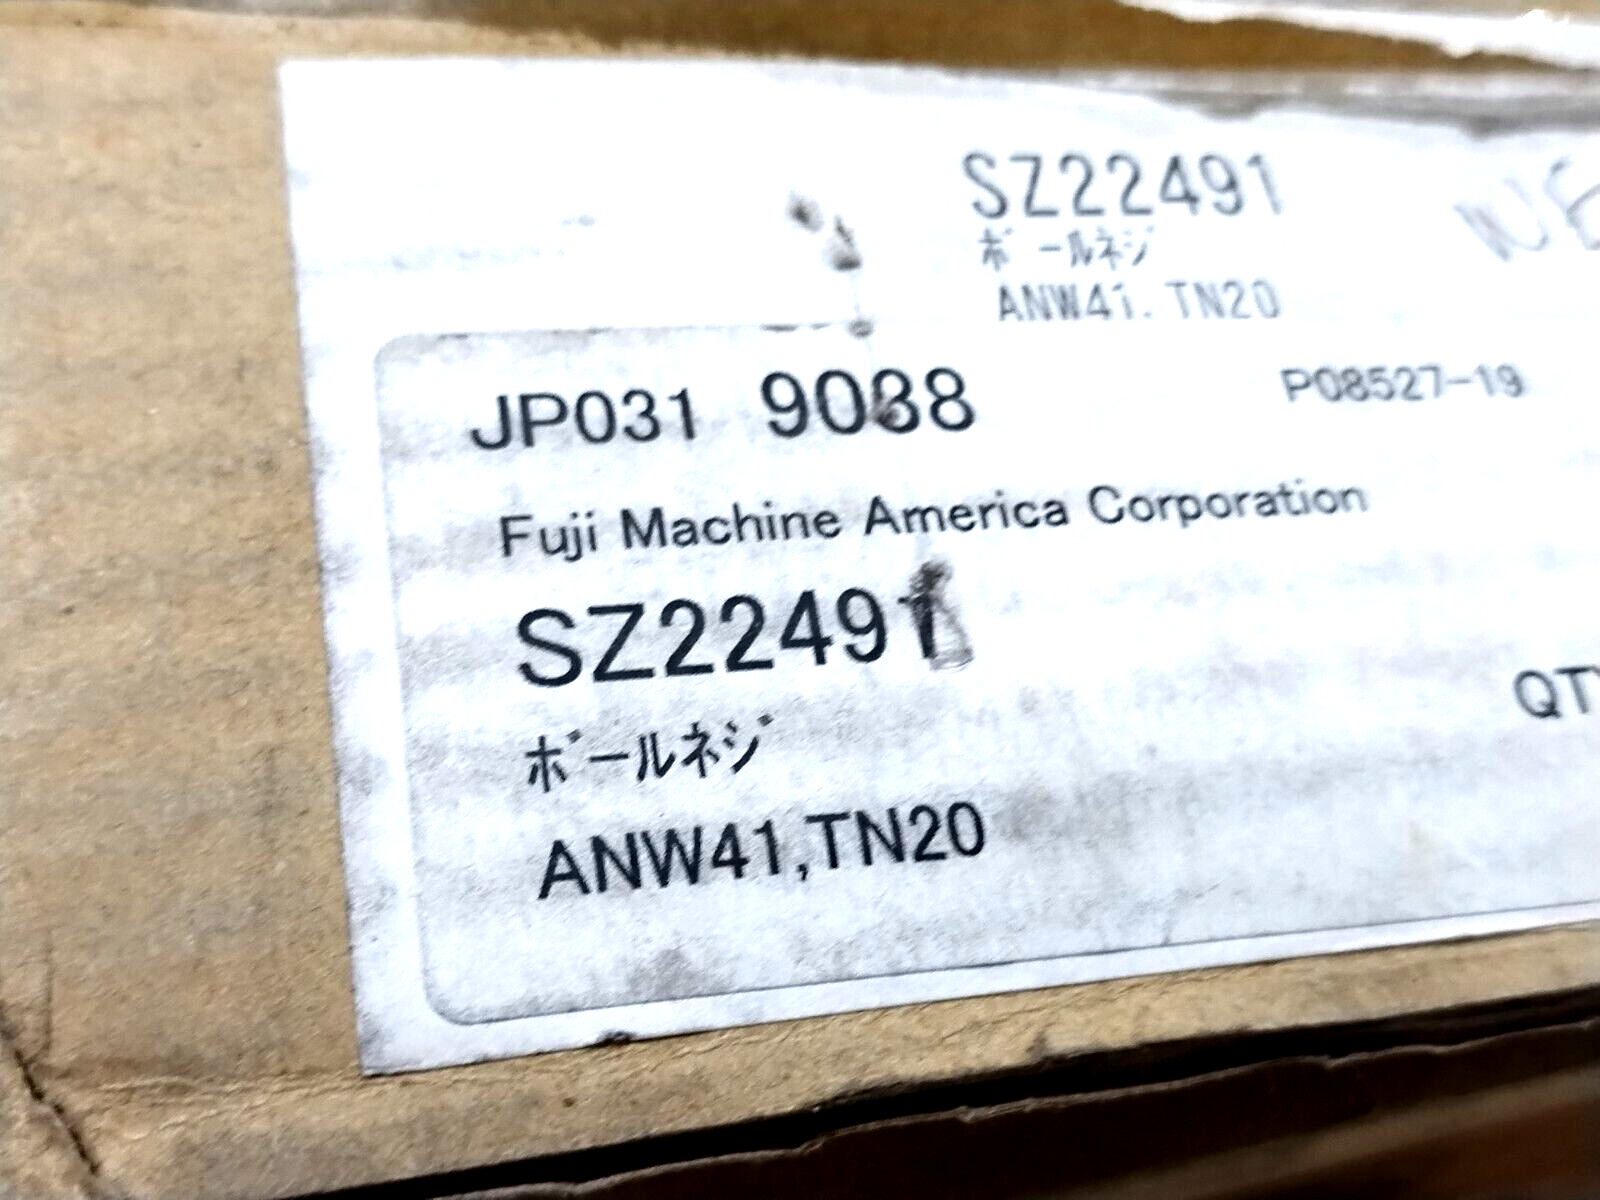 SZ22491
ﾎﾞｰﾙﾈｼﾞ
ANW41.TN20
JP031 9088
P08527-19
Fuji Machine America Corporation
SZ22491
ﾎﾞｰﾙﾈｼﾞ
QTY
ANW41,TN20